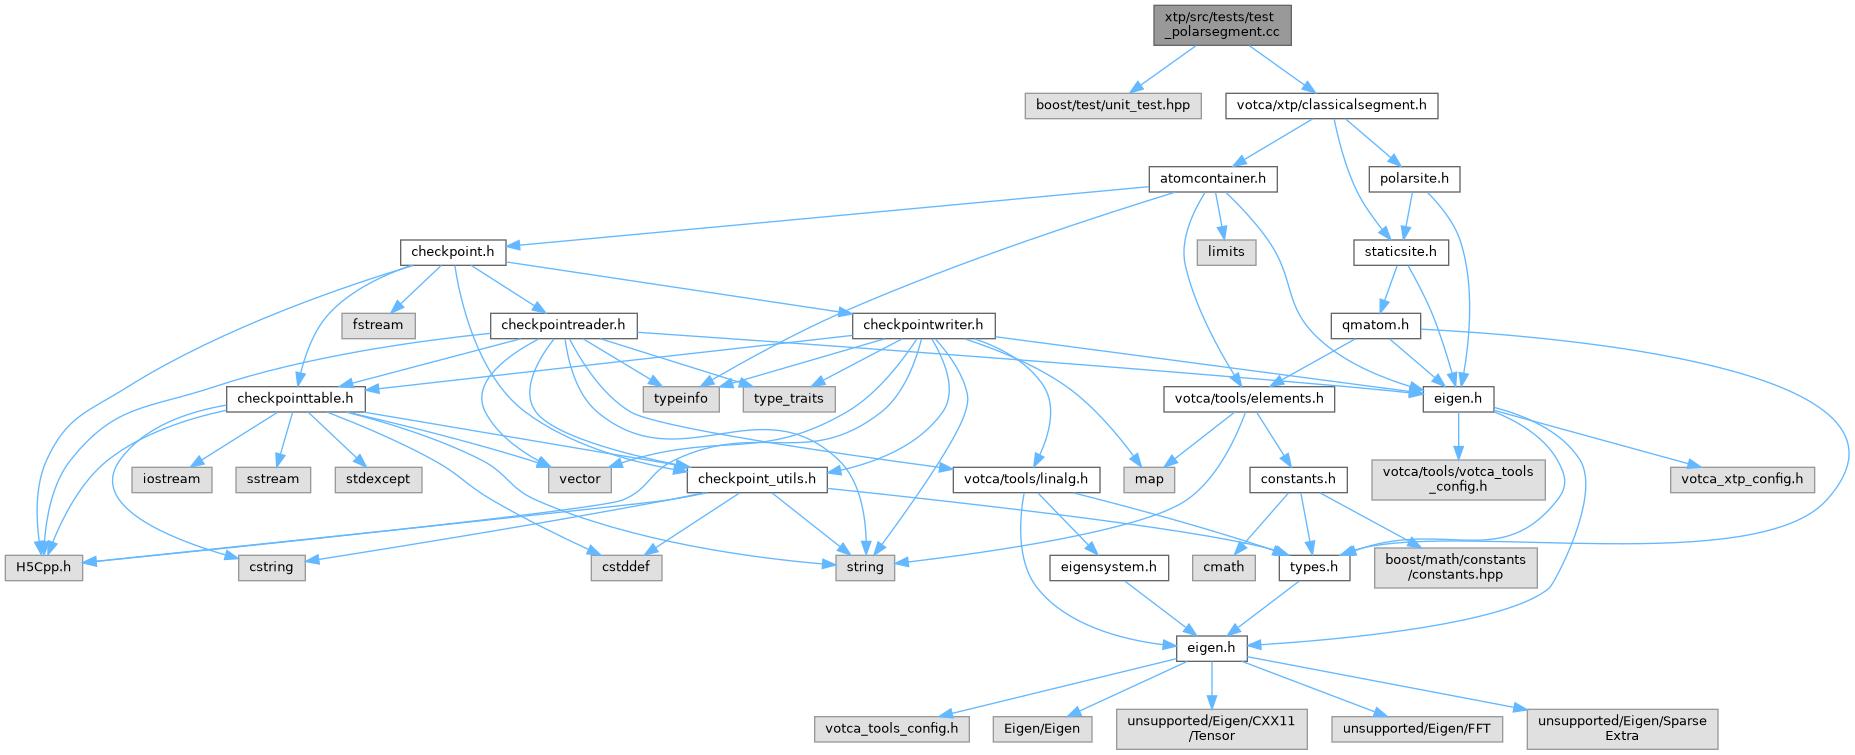 xtp/src/tests/test
_polarsegment.cc
boost/test/unit_test.hpp
votca/xtp/classicalsegment.h
atomcontainer.h
polarsite.h
checkpoint.h
limits
staticsite.h
fstream
checkpointreader.h
checkpointwriter.h
qmatom.h
checkpointtable.h
typeinfo
type_traits
votca/tools/elements.h
eigen.h
iostream
sstream
stdexcept
vector
checkpoint_utils.h
votca/tools/linalg.h
map
constants.h
votca/tools/votca_tools
_config.h
votca_xtp_config.h
H5Cpp.h
cstring
cstddef
string
eigensystem.h
cmath
types.h
boost/math/constants
/constants.hpp
eigen.h
votca_tools_config.h
Eigen/Eigen
unsupported/Eigen/CXX11
/Tensor
unsupported/Eigen/FFT
unsupported/Eigen/Sparse
Extra